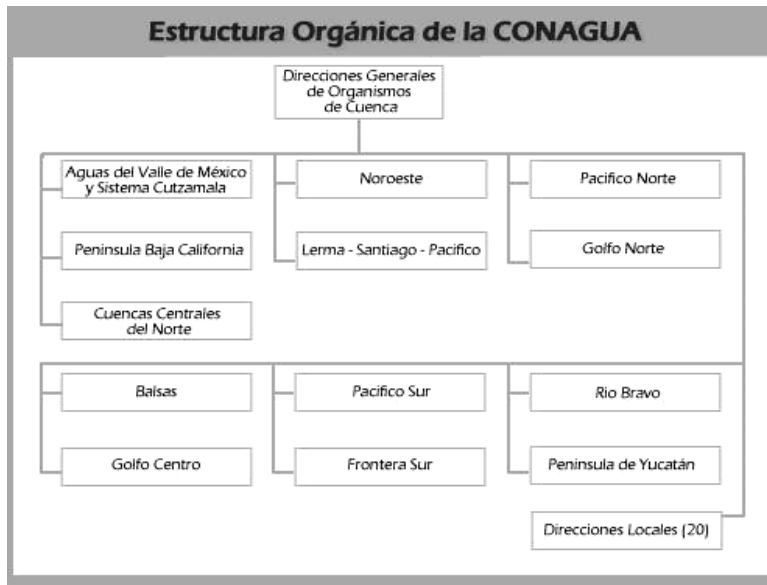 Estructura Orgánica de la CONAGUA
Direcciones Generales
de Organismos
de Cuenca
Aguas del Valle de México
y Sistema Cutzamala
Noroeste
Pacifico Norte
Peninsula Baja California
Lerma - Santiago - Pacifico
Golfo Norte
Cuencas Centrales
del Norte
Balsas
Pacifico Sur
Rio Bravo
Golfo Centro
Frontera Sur
Peninsula de Yucatán
Direcciones Locales (20)